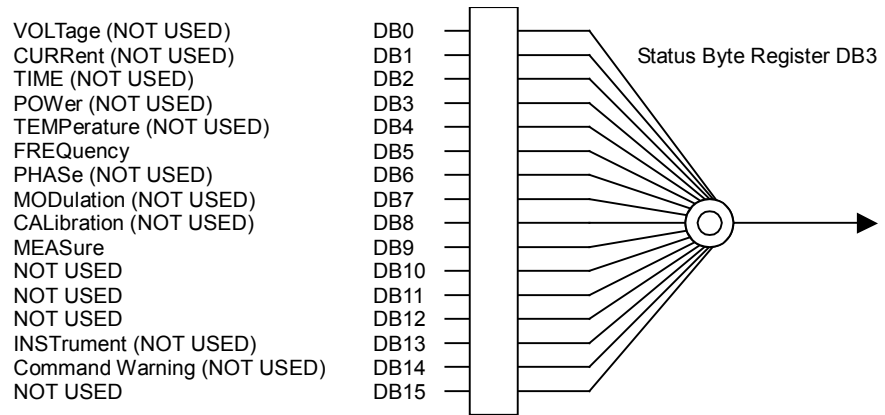 VOLTage (NOT USED) DB0
CURRent (NOT USED) DB1 Status Byte Register DB3
TIME (NOT USED) DB2
POWer (NOT USED) DB3
TEMPerature (NOT USED) DB4
FREQuency DB5
PHASe (NOT USED) DB6
MODulation (NOT USED) DB7
CALibration (NOT USED) DB8
MEASure DB9
NOT USED DB10
NOT USED DB11
NOT USED DB12
INSTrument (NOT USED) DB13
Command Warning (NOT USED) DB14
NOT USED DB15